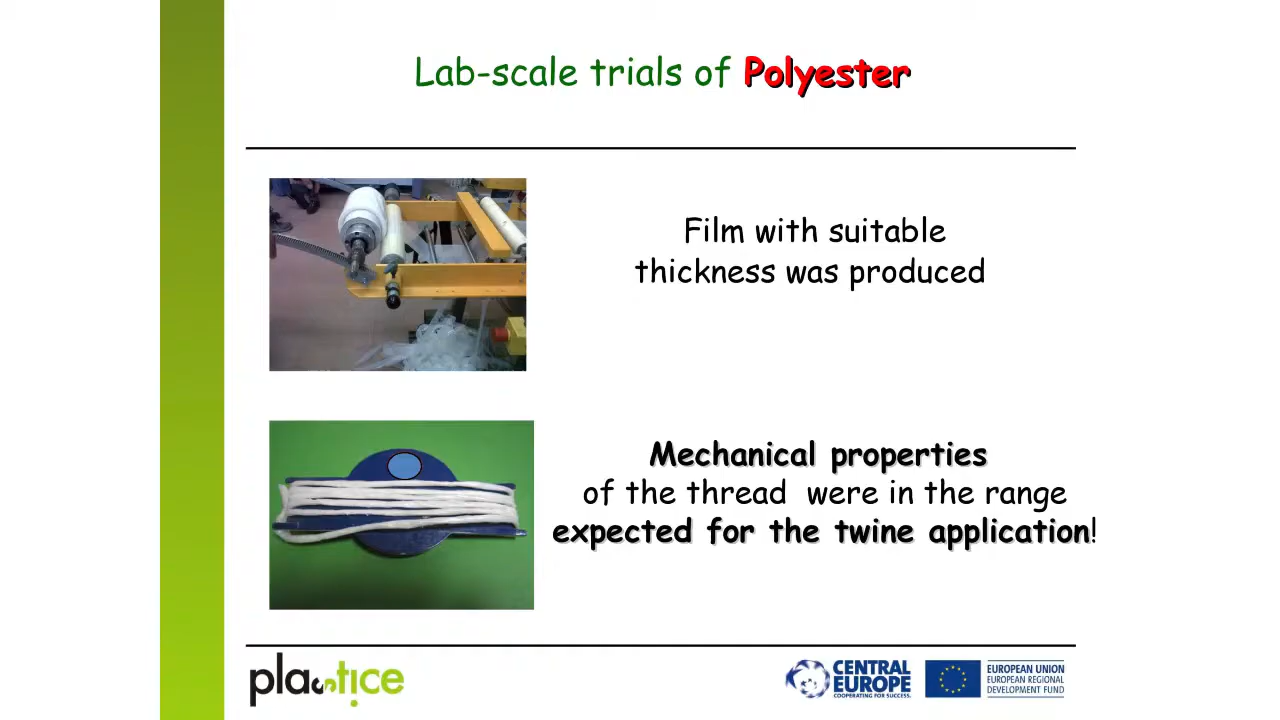 Lab-scale trials of Polyester
Film with suitable
thickness was produced
Mechanical properties
of the thread were in the range
expected for the twine application!
plastice
CENTRAL
EUROPE
COOPERATING FOR SUCCESS.
EUROPEAN UNION
EUROPEAN REGIONAL
DEVELOPMENT FUND